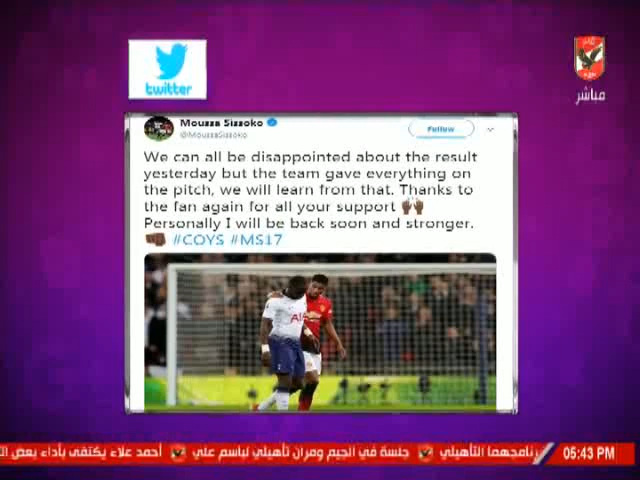 twitter
مباشر
Moussa Sissoko
@MoussaSissoko
Follow
We can all be disappointed about the result
yesterday but the team gave everything on
the pitch, we will learn from that. Thanks to
the fan again for all your support 🙌🏿
Personally I will be back soon and stronger.
👊🏿 #COYS #MS17
AIA
رنامجهما التأهيلي جلسة في الجيم ومران تأهيلي لباسم علي أحمد علاء يكتفى بأداء بعض
05:43 PM